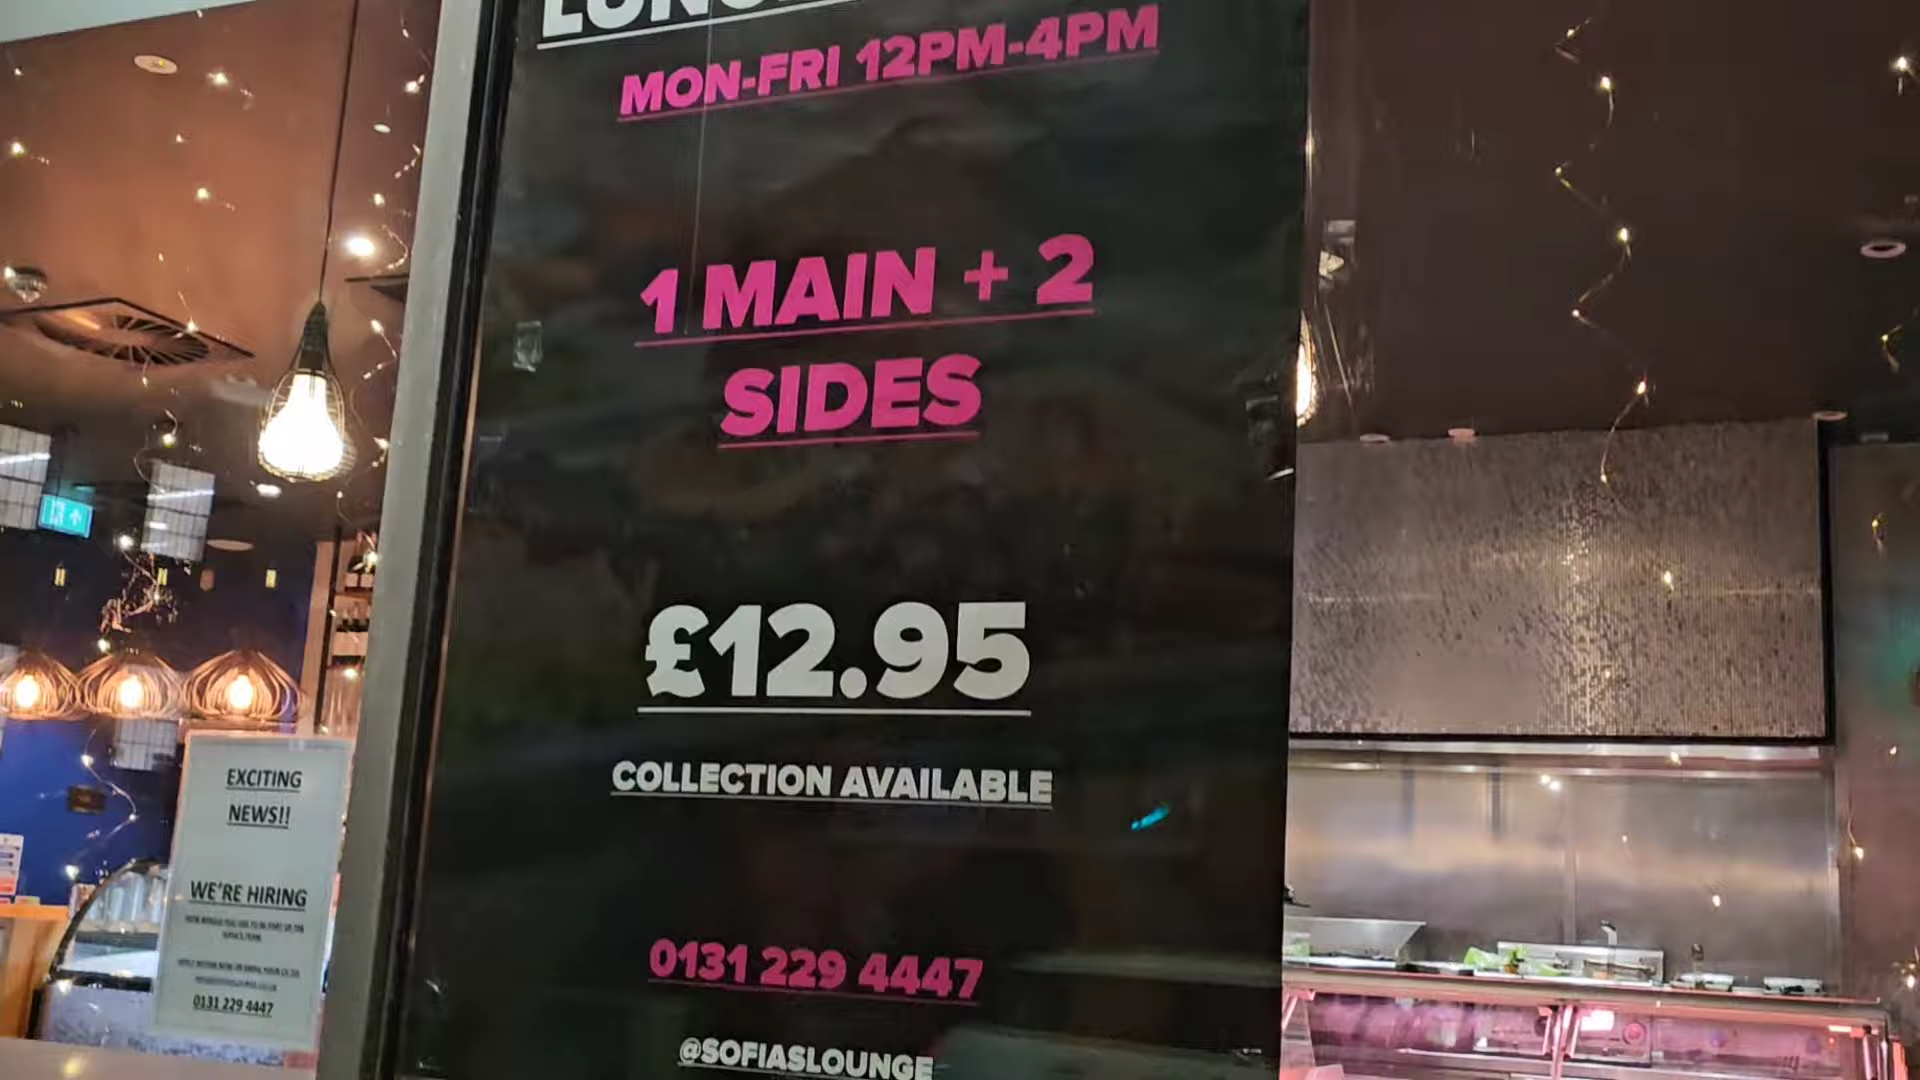 MON-FRI 12PM-4PM
1 MAIN + 2
SIDES
£12.95
COLLECTION AVAILABLE
0131 229 4447
@SOFIASLOUNGE
EXCITING
NEWS!!
WE'RE HIRING
0131 229 4447